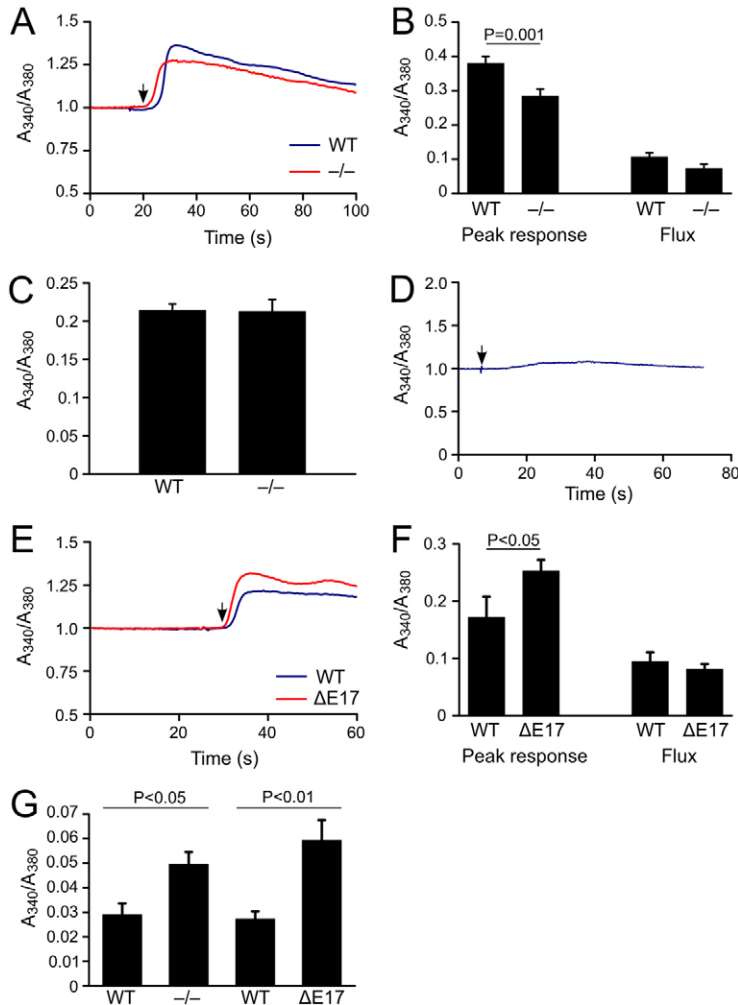 A
A340/A380
1.5
1.25
1.0
0.75
0.5
WT
–/–
0 20 40 60 80 100
Time (s)
B
A340/A380
0.5
0.4
0.3
0.2
0.1
0
P=0.001
WT –/– WT –/–
Peak response Flux
C
A340/A380
0.25
0.2
0.15
0.1
0.05
0
WT –/–
D
A340/A380
2.0
1.5
1.0
0.5
0
0 20 40 60 80
Time (s)
E
A340/A380
1.5
1.25
1.0
0.75
0.5
WT
ΔE17
0 20 40 60
Time (s)
F
A340/A380
0.3
0.2
0.1
0
P<0.05
WT ΔE17 WT ΔE17
Peak response Flux
G
A340/A380
0.07
0.06
0.05
0.04
0.03
0.02
0.01
0
P<0.05 P<0.01
WT –/– WT ΔE17